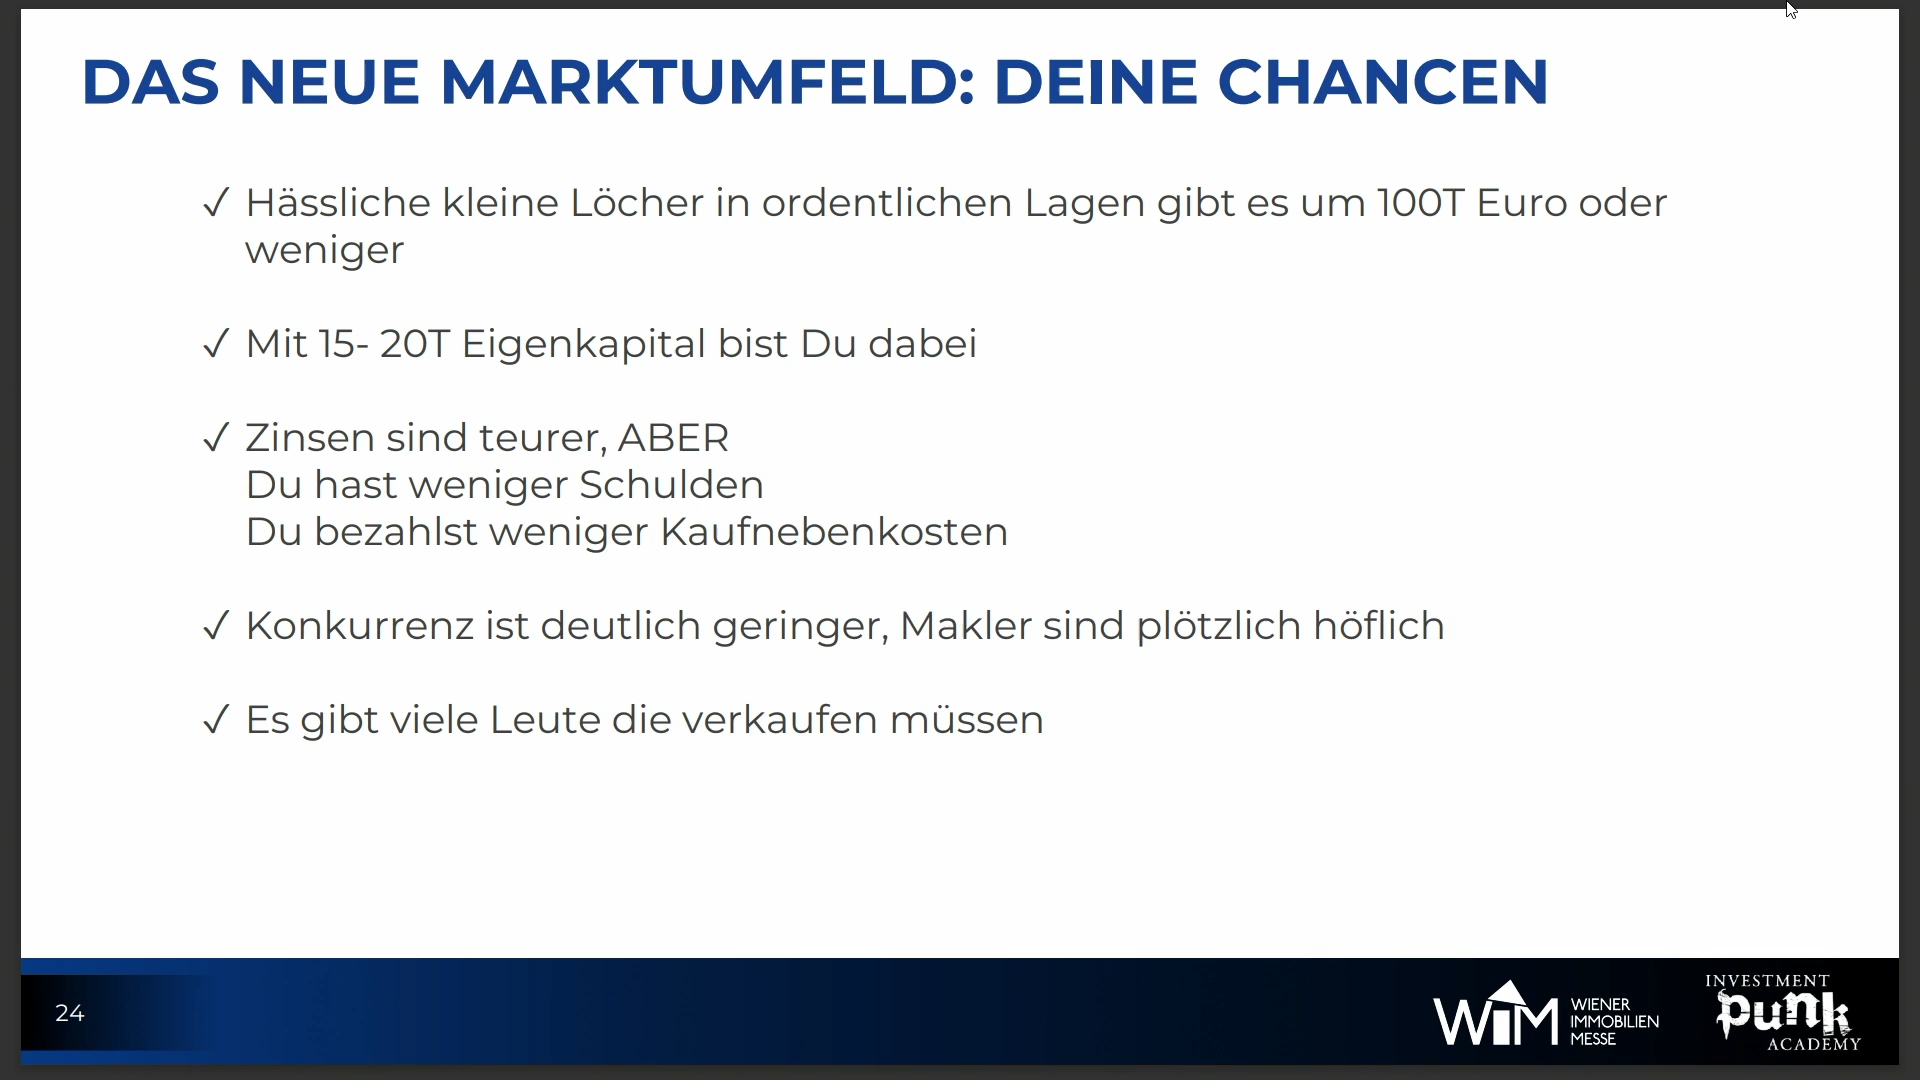 DAS NEUE MARKTUMFELD: DEINE CHANCEN
✓ Hässliche kleine Löcher in ordentlichen Lagen gibt es um 100T Euro oder
weniger
✓ Mit 15- 20T Eigenkapital bist Du dabei
✓ Zinsen sind teurer, ABER
Du hast weniger Schulden
Du bezahlst weniger Kaufnebenkosten
✓ Konkurrenz ist deutlich geringer, Makler sind plötzlich höflich
✓ Es gibt viele Leute die verkaufen müssen
24
WIM
WIENER
IMMOBILIEN
MESSE
INVESTMENT
punk
ACADEMY